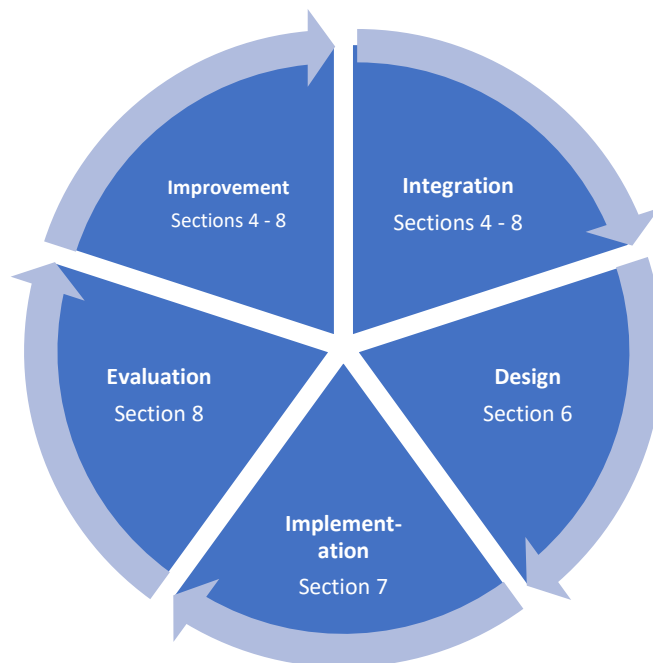 Improvement
Sections 4 - 8
Integration
Sections 4 - 8
Evaluation
Section 8
Design
Section 6
Implement-
ation
Section 7